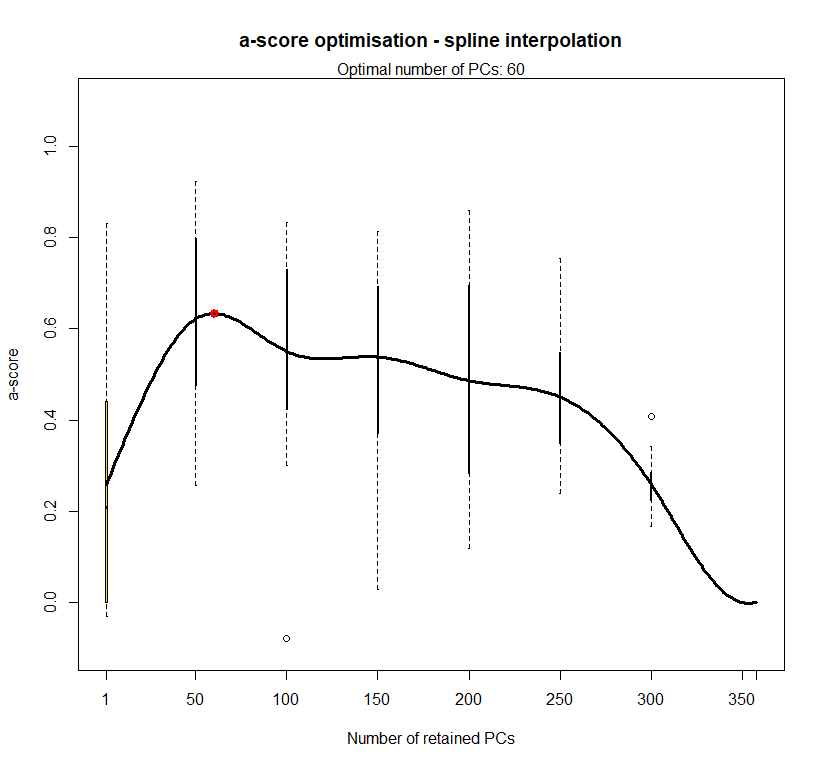 a-score optimisation - spline interpolation
Optimal number of PCs: 60
a-score
1.0
0.8
0.6
0.4
0.2
0.0
1 50 100 150 200 250 300 350
Number of retained PCs